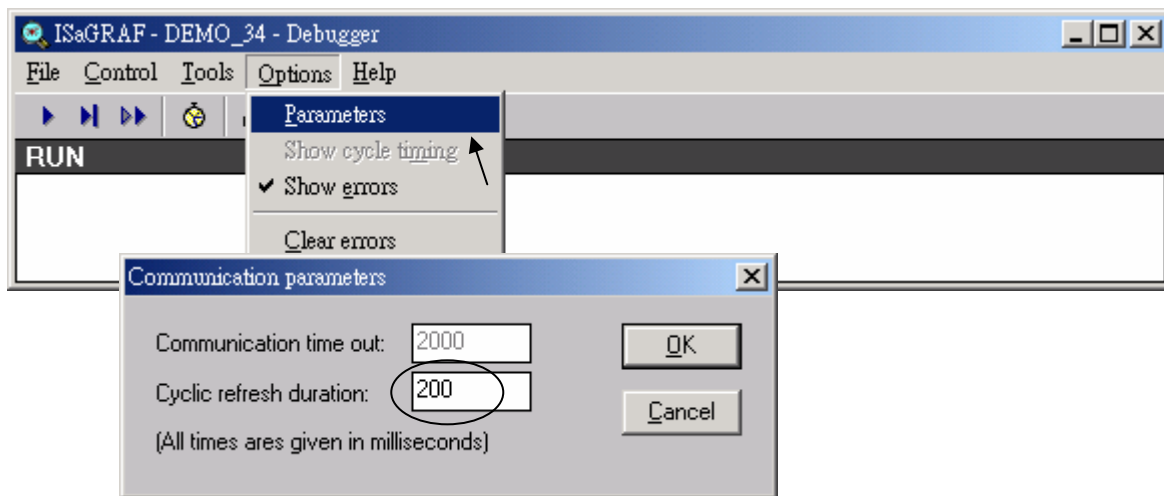 ISaGRAF - DEMO_34 - Debugger
File Control Tools Options Help
RUN
Parameters
Show cycle timing
Show errors
Clear errors
Communication parameters
Communication time out: 2000
OK
Cyclic refresh duration: 200
Cancel
(All times ares given in milliseconds)